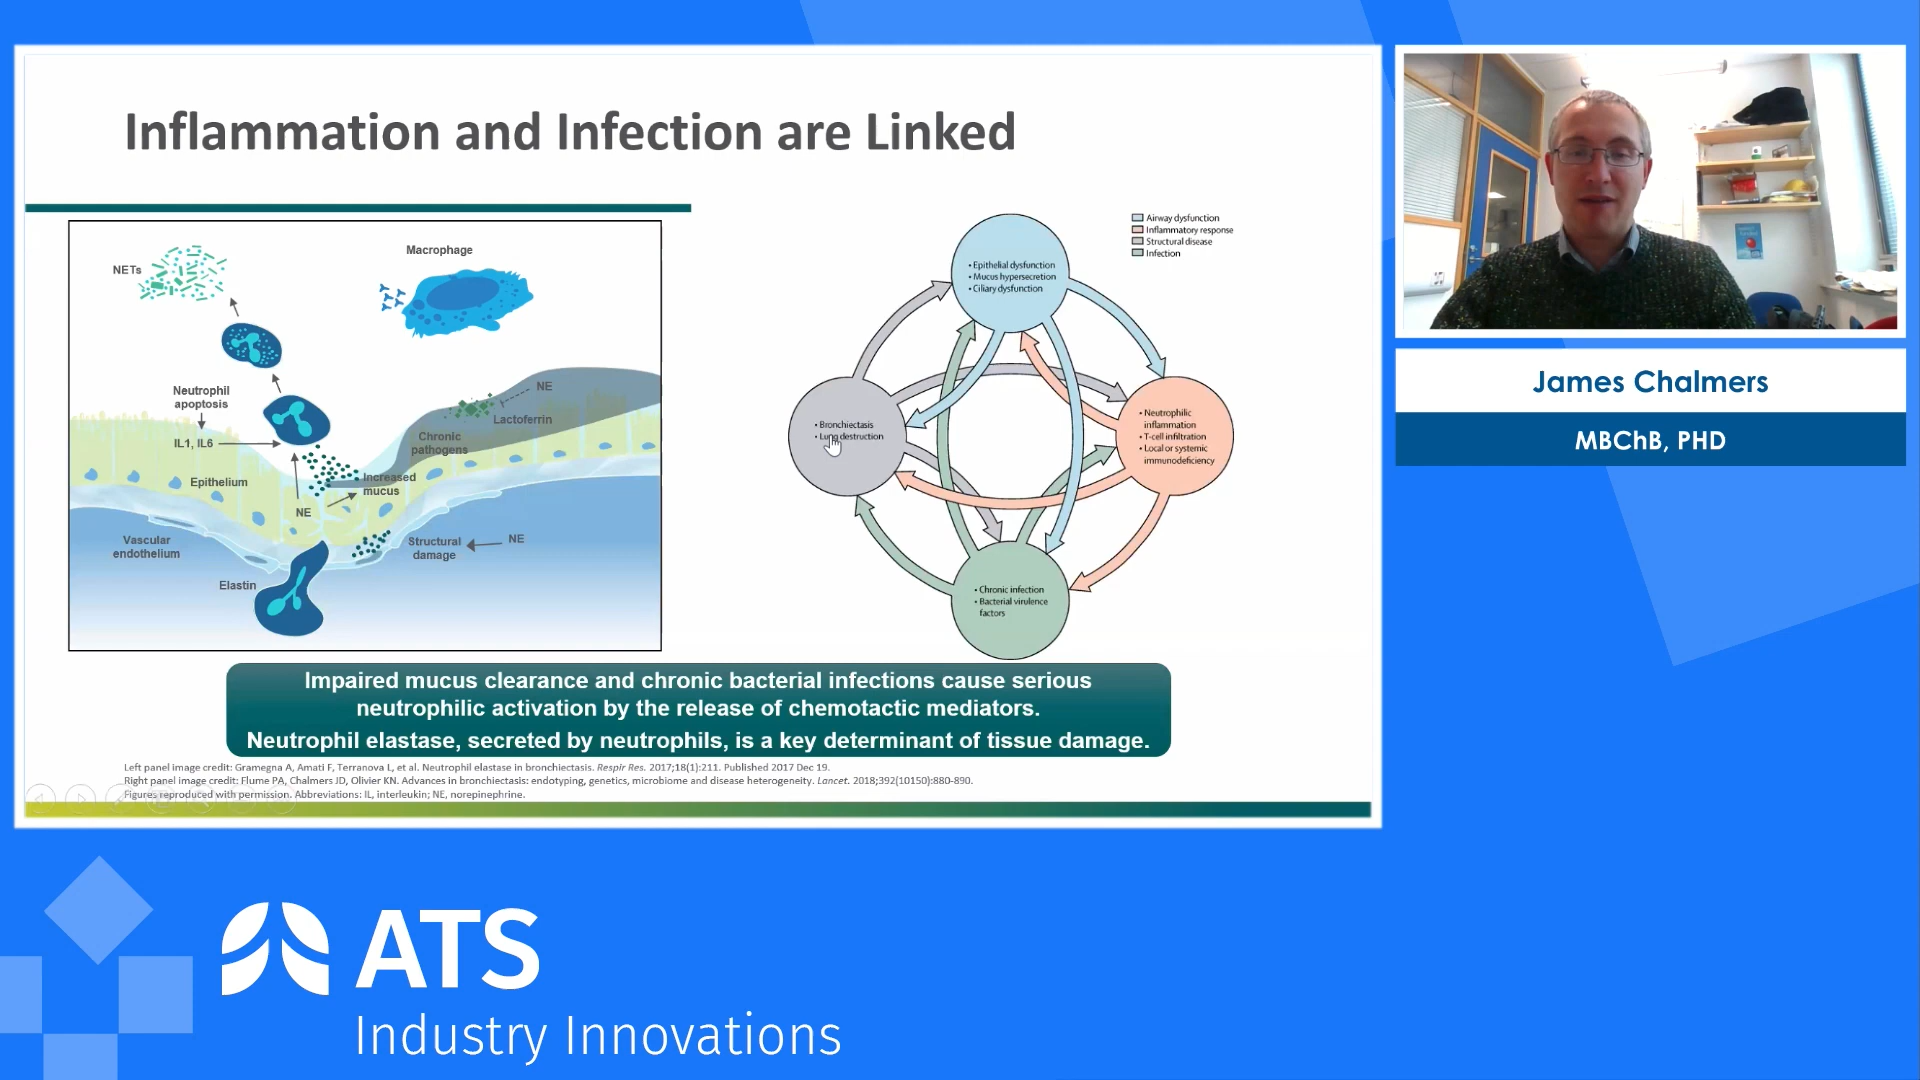 Inflammation and Infection are Linked
NETs
Macrophage
Neutrophil
apoptosis
IL1, IL6
NE
Lactoferrin
Chronic
pathogens
Epithelium
Increased
mucus
NE
Vascular
endothelium
Structural
damage
NE
Elastin
Airway dysfunction
Inflammatory response
Structural disease
Infection
• Epithelial dysfunction
• Mucus hypersecretion
• Ciliary dysfunction
• Bronchiectasis
• Lung destruction
• Neutrophilic
inflammation
• T-cell infiltration
• Local or systemic
immunodeficiency
• Chronic infection
• Bacterial virulence
factors
Impaired mucus clearance and chronic bacterial infections cause serious
neutrophilic activation by the release of chemotactic mediators.
Neutrophil elastase, secreted by neutrophils, is a key determinant of tissue damage.
Left panel image credit: Gramegna A, Amati F, Terranova L, et al. Neutrophil elastase in bronchiectasis. Respir Res. 2017;18(1):211. Published 2017 Dec 19.
Right panel image credit: Flume PA, Chalmers JD, Olivier KN. Advances in bronchiectasis: endotyping, genetics, microbiome and disease heterogeneity. Lancet. 2018;392(10150):880-890.
Figures reproduced with permission. Abbreviations: IL, interleukin; NE, norepinephrine.
James Chalmers
MBChB, PHD
ATS
Industry Innovations